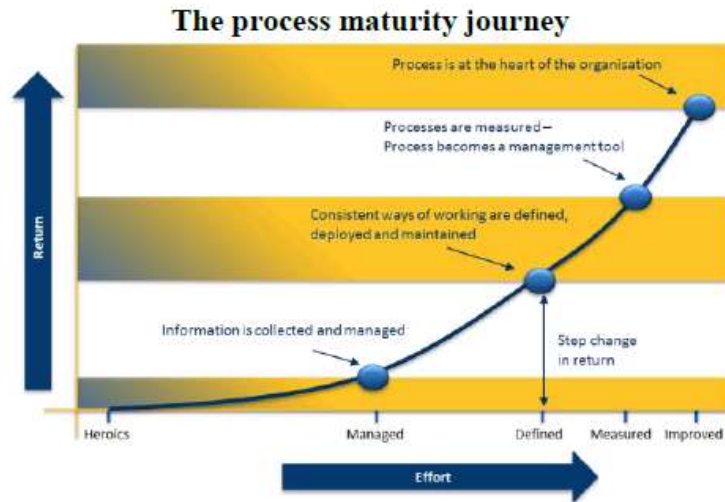 The process maturity journey
Process is at the heart of the organisation
Processes are measured –
Process becomes a management tool
Consistent ways of working are defined,
deployed and maintained
Information is collected and managed
Step change
in return
Return
Heroics
Managed
Defined
Measured
Improved
Effort